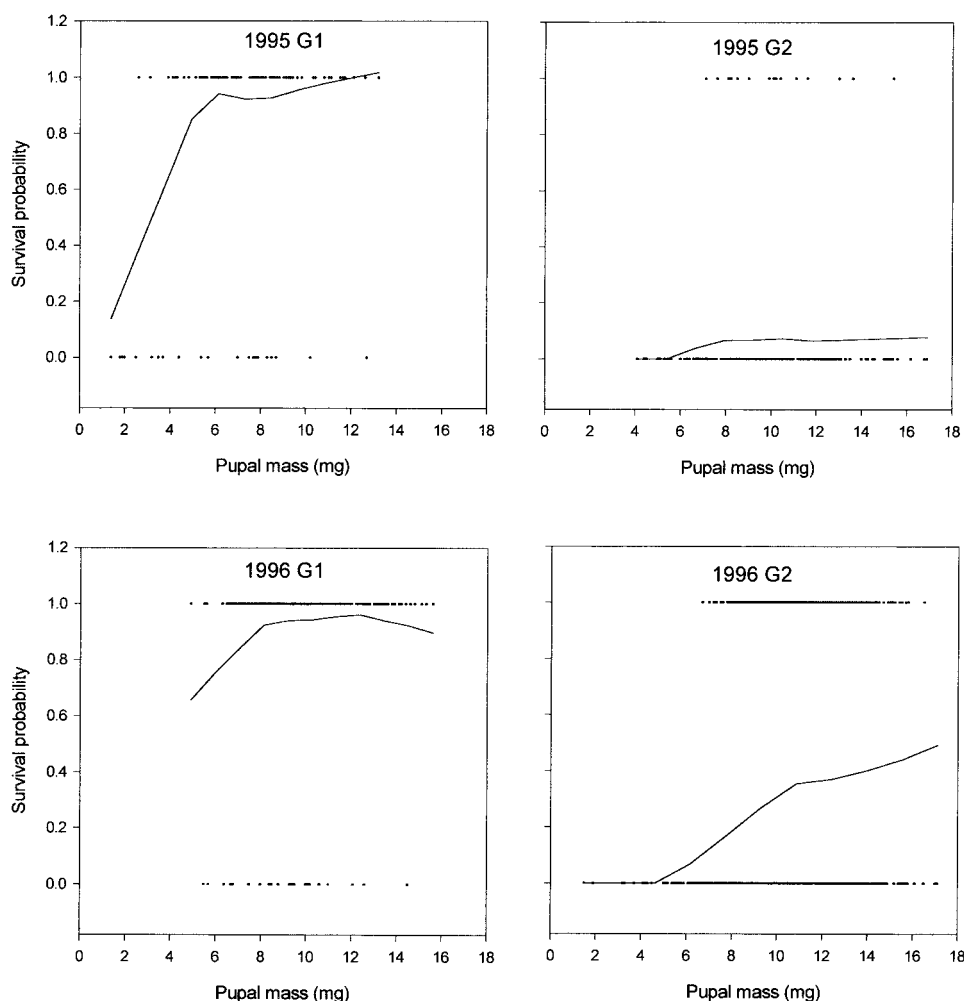 1995 G1
1.2
1.0
0.8
0.6
0.4
0.2
0.0
Survival probability
0 2 4 6 8 10 12 14 16 18
Pupal mass (mg)
1995 G2
0 2 4 6 8 10 12 14 16 18
Pupal mass (mg)
1996 G1
1.2
1.0
0.8
0.6
0.4
0.2
0.0
Survival probability
0 2 4 6 8 10 12 14 16 18
Pupal mass (mg)
1996 G2
0 2 4 6 8 10 12 14 16 18
Pupal mass (mg)